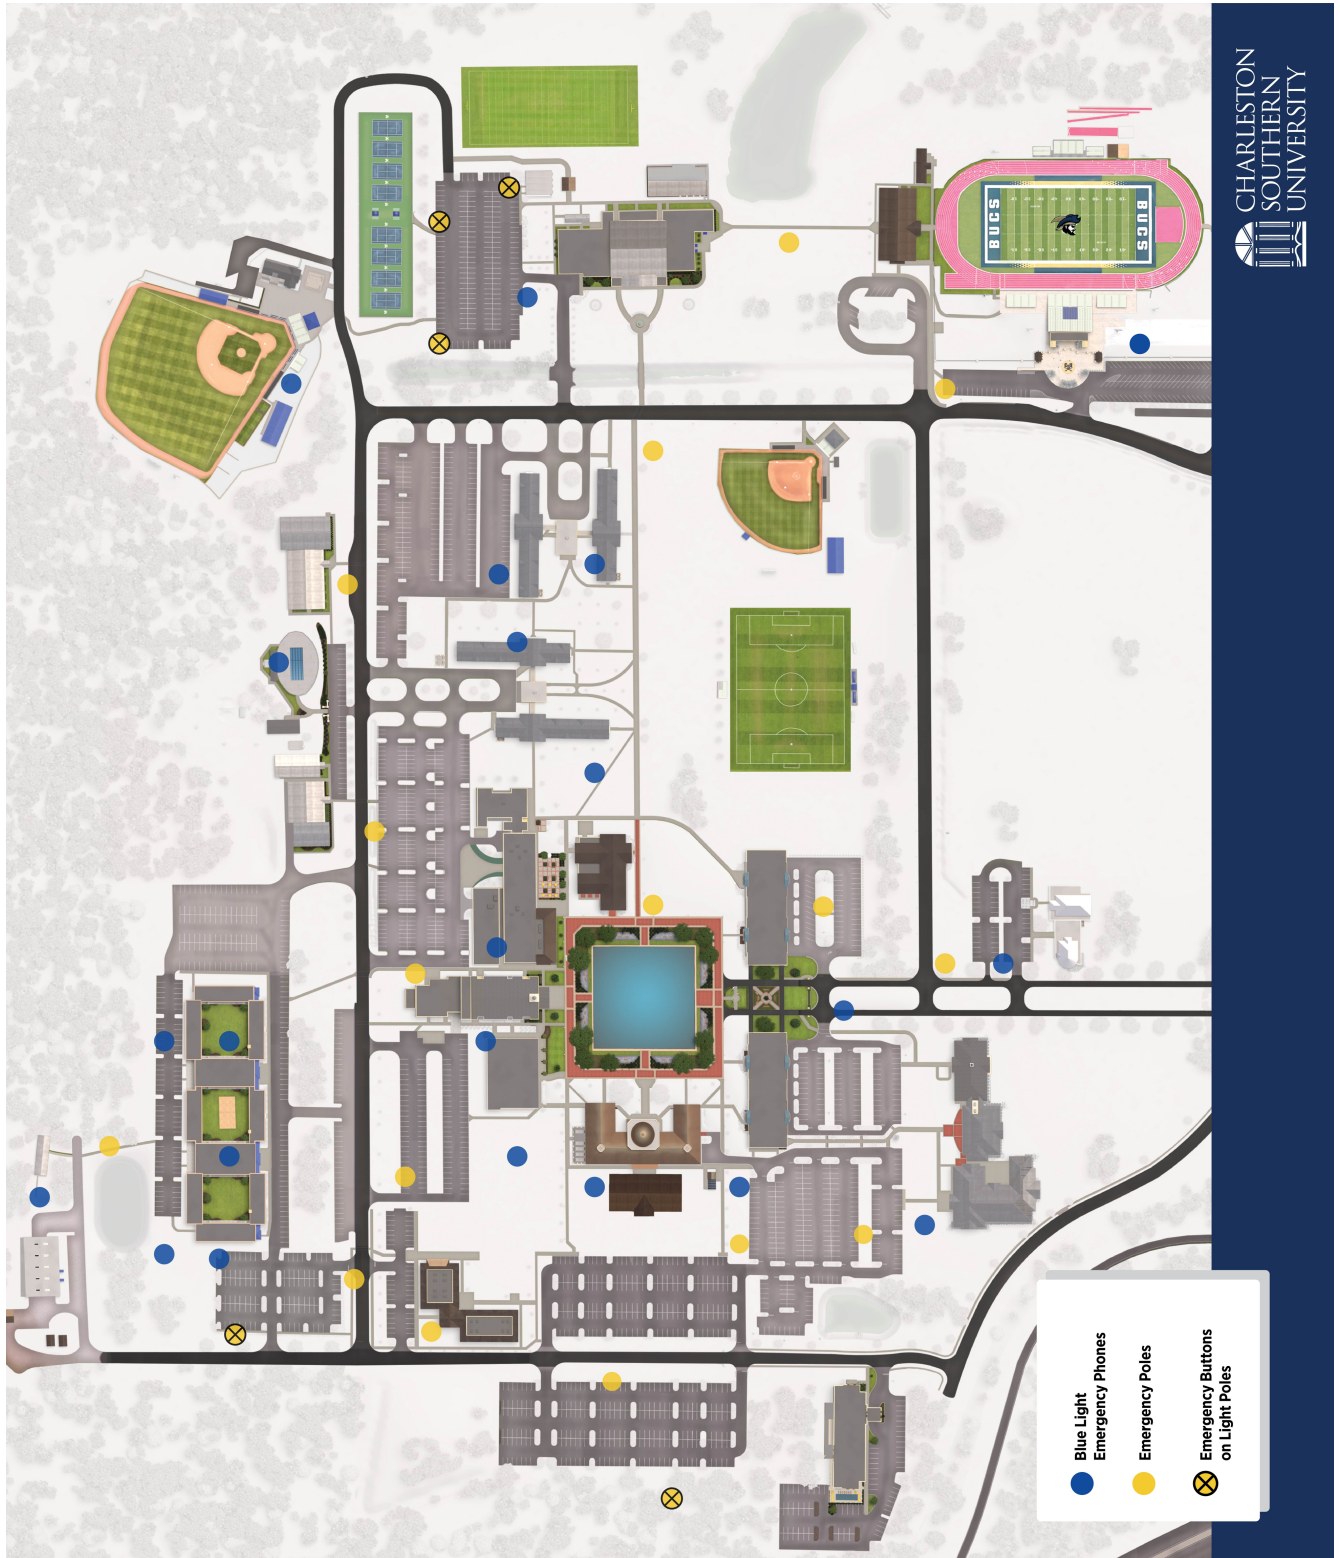 CHARLESTON
SOUTHERN
UNIVERSITY
BUCS
BUCS
Blue Light
Emergency Phones
Emergency Poles
Emergency Buttons
on Light Poles